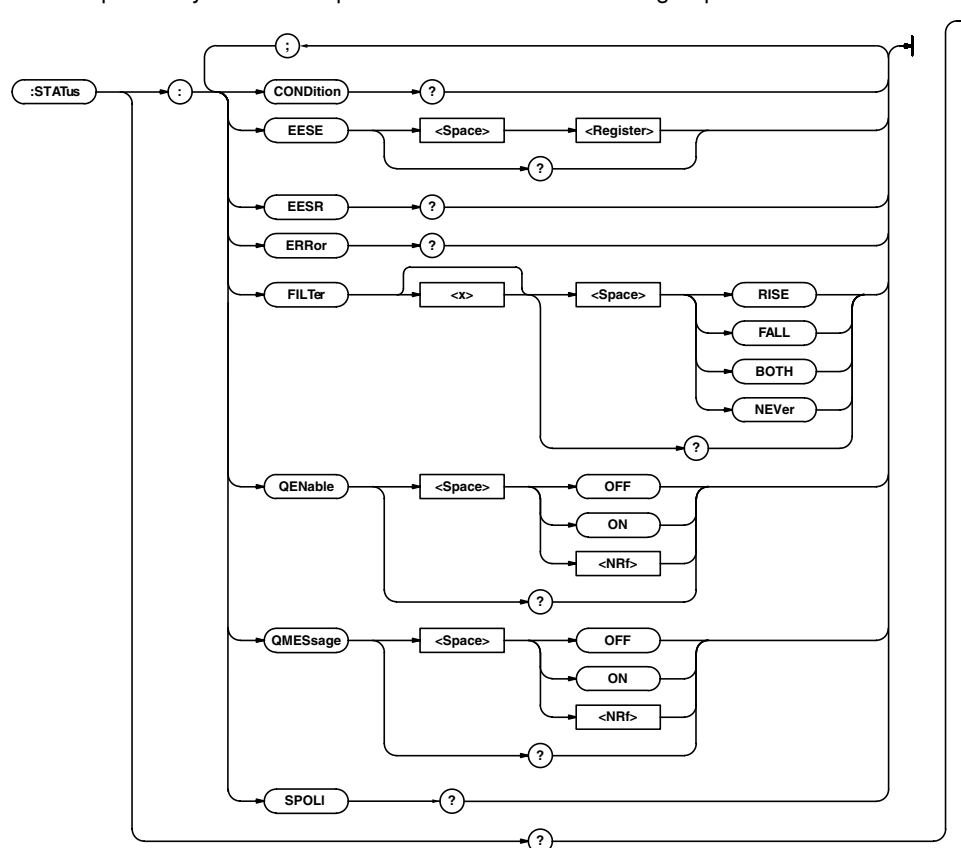 ;
:STATus : CONDition ?
EESE <Space> <Register>
?
EESR ?
ERRor ?
FILTer <x> <Space> RISE
FALL
BOTH
NEVer
?
QENable <Space> OFF
ON
<NRf>
?
QMESsage <Space> OFF
ON
<NRf>
?
SPOLl ?
?